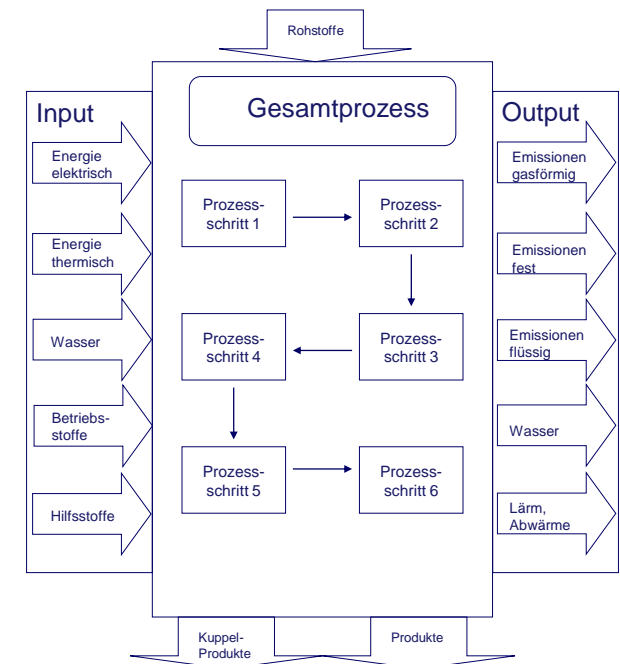 Rohstoffe
Input
Gesamtprozess
Output
Energie
elektrisch
Energie
thermisch
Wasser
Betriebs-
stoffe
Hilfsstoffe
Prozess-
schritt 1
Prozess-
schritt 2
Prozess-
schritt 4
Prozess-
schritt 3
Prozess-
schritt 5
Prozess-
schritt 6
Emissionen
gasförmig
Emissionen
fest
Emissionen
flüssig
Wasser
Lärm,
Abwärme
Kuppel-
Produkte
Produkte